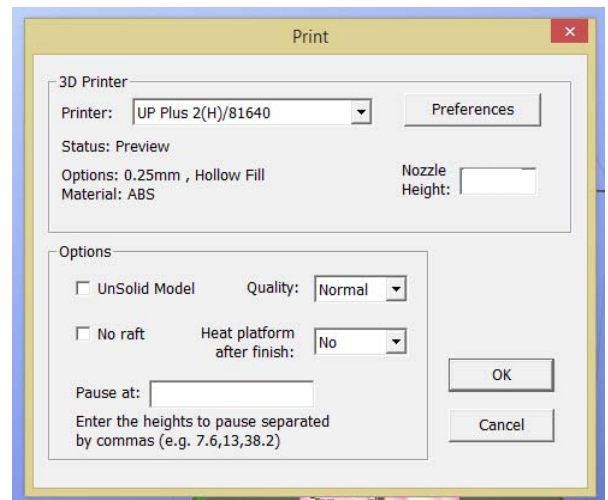 Print
3D Printer
Printer: UP Plus 2(H)/81640
Preferences
Status: Preview
Options: 0.25mm , Hollow Fill
Material: ABS
Nozzle
Height:
Options
UnSolid Model
Quality: Normal
No raft
Heat platform
after finish: No
Pause at:
Enter the heights to pause separated
by commas (e.g. 7.6,13,38.2)
OK
Cancel